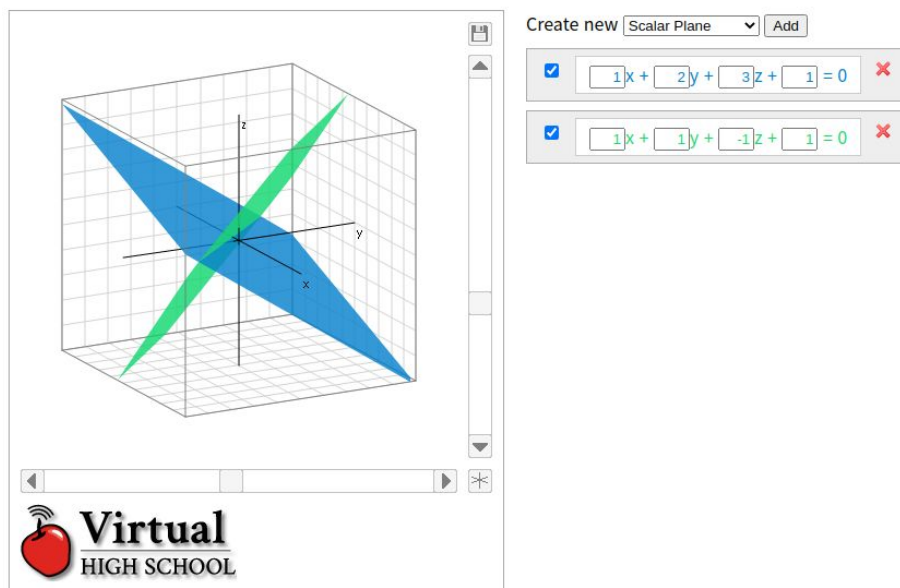 Create new Scalar Plane Add
1x + 2y + 3z + 1 = 0
1x + 1y + -1z + 1 = 0
z
y
x
Virtual
HIGH SCHOOL